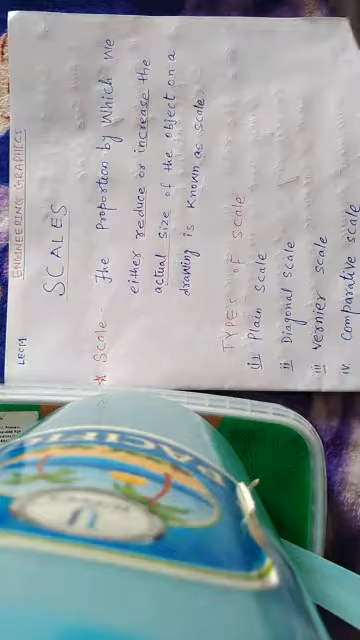 LEC 1
ENGINEERING GRAPHICS
SCALES
* Scale - The proportion by Which We
either reduce or increase the
actual size of the object on a
drawing is known as scale.
TYPES OF SCALE
i Plain scale
ii Diagonal scale
iii Vernier scale
iv Comparative scale
PACIFIC